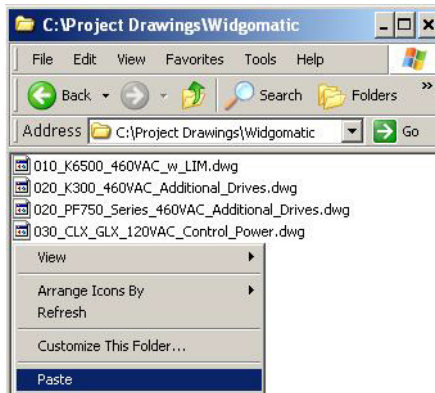 C:\Project Drawings\Widgomatic
File Edit View Favorites Tools Help
Back Search Folders »
Address C:\Project Drawings\Widgomatic Go
010_K6500_460VAC_w_LIM.dwg
020_K300_460VAC_Additional_Drives.dwg
020_PF750_Series_460VAC_Additional_Drives.dwg
030_CLX_GLX_120VAC_Control_Power.dwg
View
Arrange Icons By
Refresh
Customize This Folder...
Paste